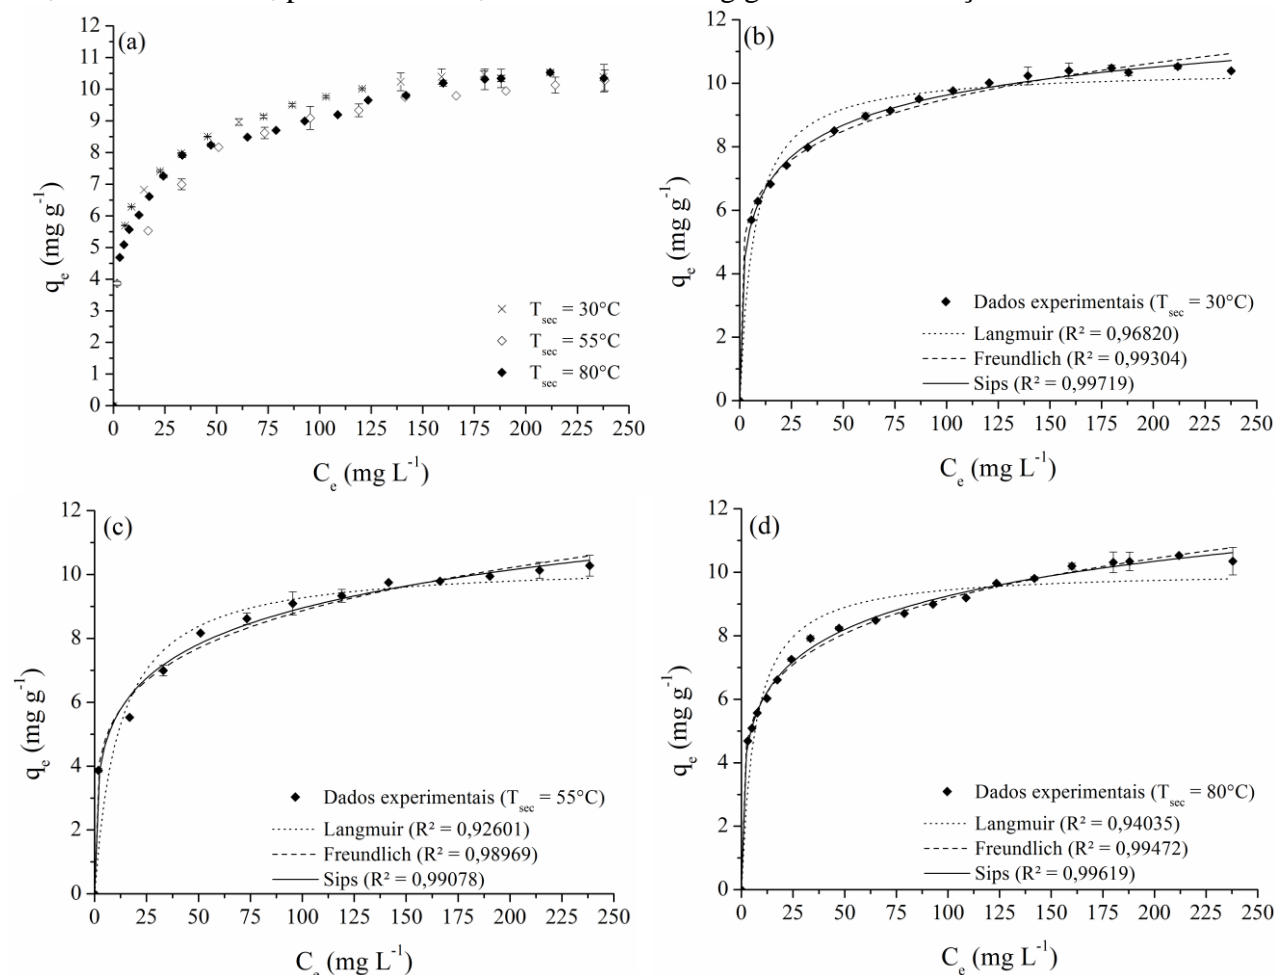 (a)
12
11
10
9
8
7
6
5
4
3
2
1
0
q_e (mg g^-1)
× T_sec = 30°C
◇ T_sec = 55°C
◆ T_sec = 80°C
0 25 50 75 100 125 150 175 200 225 250
C_e (mg L^-1)
(b)
12
10
8
6
4
2
0
q_e (mg g^-1)
◆ Dados experimentais (T_sec = 30°C)
Langmuir (R² = 0,96820)
Freundlich (R² = 0,99304)
Sips (R² = 0,99719)
0 25 50 75 100 125 150 175 200 225 250
C_e (mg L^-1)
(c)
12
10
8
6
4
2
0
q_e (mg g^-1)
◆ Dados experimentais (T_sec = 55°C)
Langmuir (R² = 0,92601)
Freundlich (R² = 0,98969)
Sips (R² = 0,99078)
0 25 50 75 100 125 150 175 200 225 250
C_e (mg L^-1)
(d)
12
10
8
6
4
2
0
q_e (mg g^-1)
◆ Dados experimentais (T_sec = 80°C)
Langmuir (R² = 0,94035)
Freundlich (R² = 0,99472)
Sips (R² = 0,99619)
0 25 50 75 100 125 150 175 200 225 250
C_e (mg L^-1)